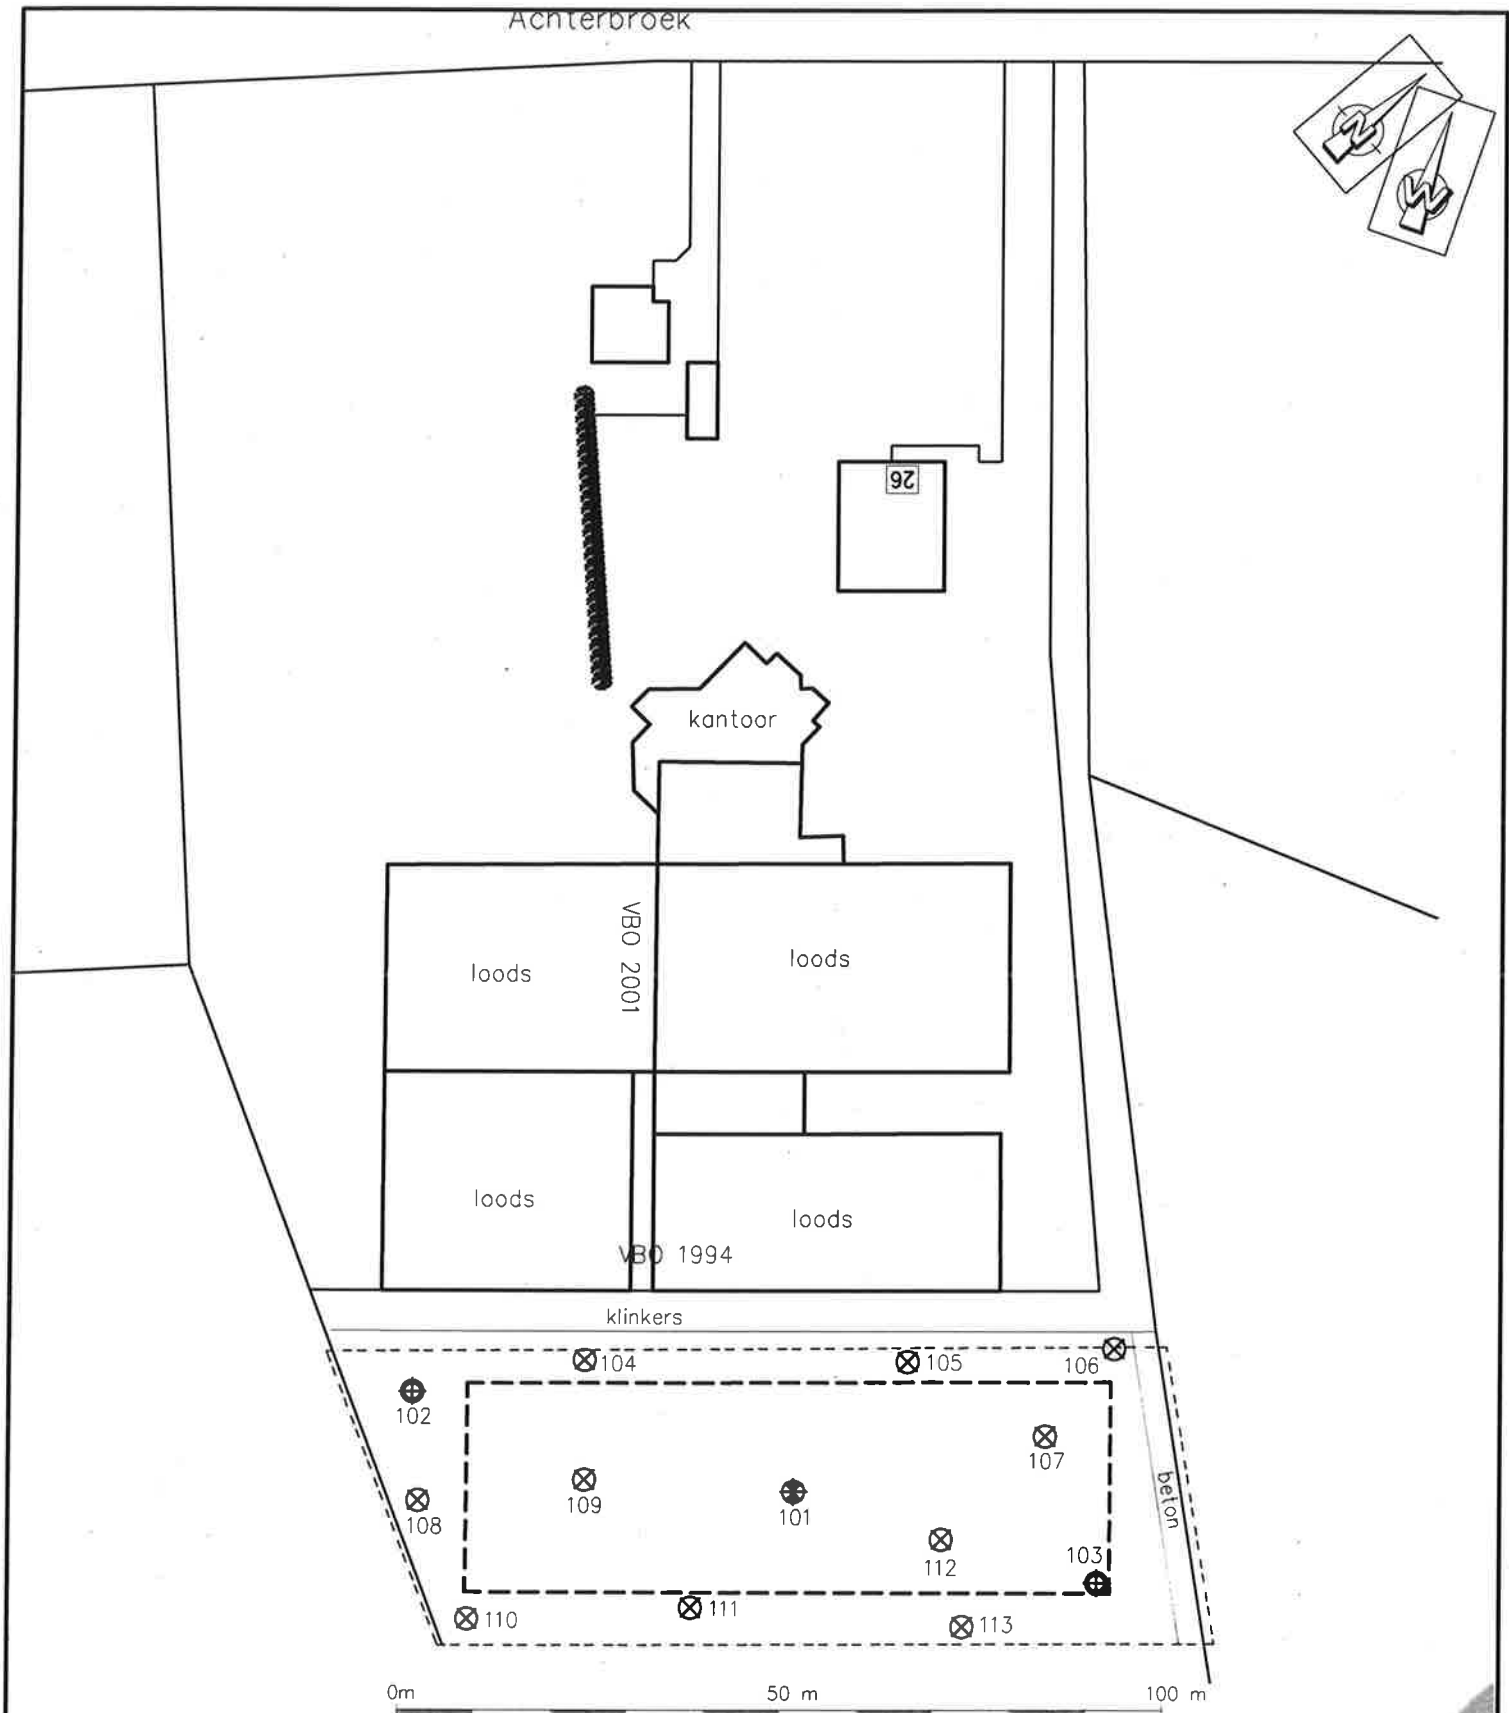 Achterbroek
N
W
26
kantoor
VBO 2001
loods
loods
loods
loods
VBO 1994
klinkers
104
105
106
102
107
109
101
108
beton
112
103
110
111
113
0m 50 m 100 m